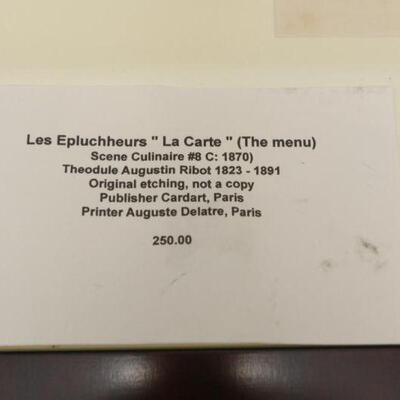 Les Epluchheurs " La Carte " (The menu)
Scene Culinaire #8 C: 1870)
Theodule Augustin Ribot 1823 - 1891
Original etching, not a copy
Publisher Cardart, Paris
Printer Auguste Delatre, Paris
250.00